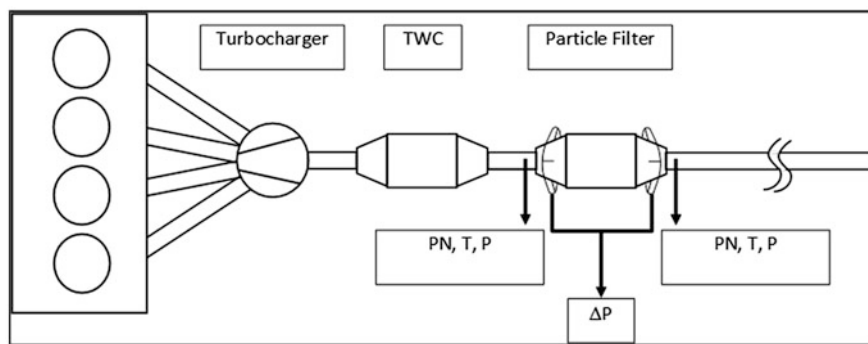 Turbocharger
TWC
Particle Filter
PN, T, P
PN, T, P
ΔP